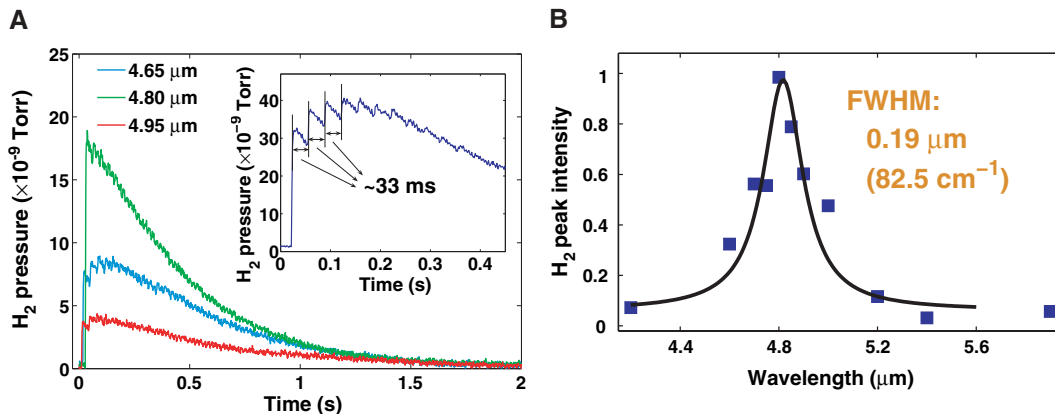 A
H2 pressure (×10-9 Torr)
25
20
15
10
5
0
0
0.5
1
1.5
2
Time (s)
4.65 μm
4.80 μm
4.95 μm
H2 pressure (×10-9 Torr)
40
30
20
10
0
0
0.1
0.2
0.3
0.4
Time (s)
~33 ms
B
H2 peak intensity
1
0.8
0.6
0.4
0.2
0
4.4
4.8
5.2
5.6
Wavelength (μm)
FWHM:
0.19 μm
(82.5 cm−1)